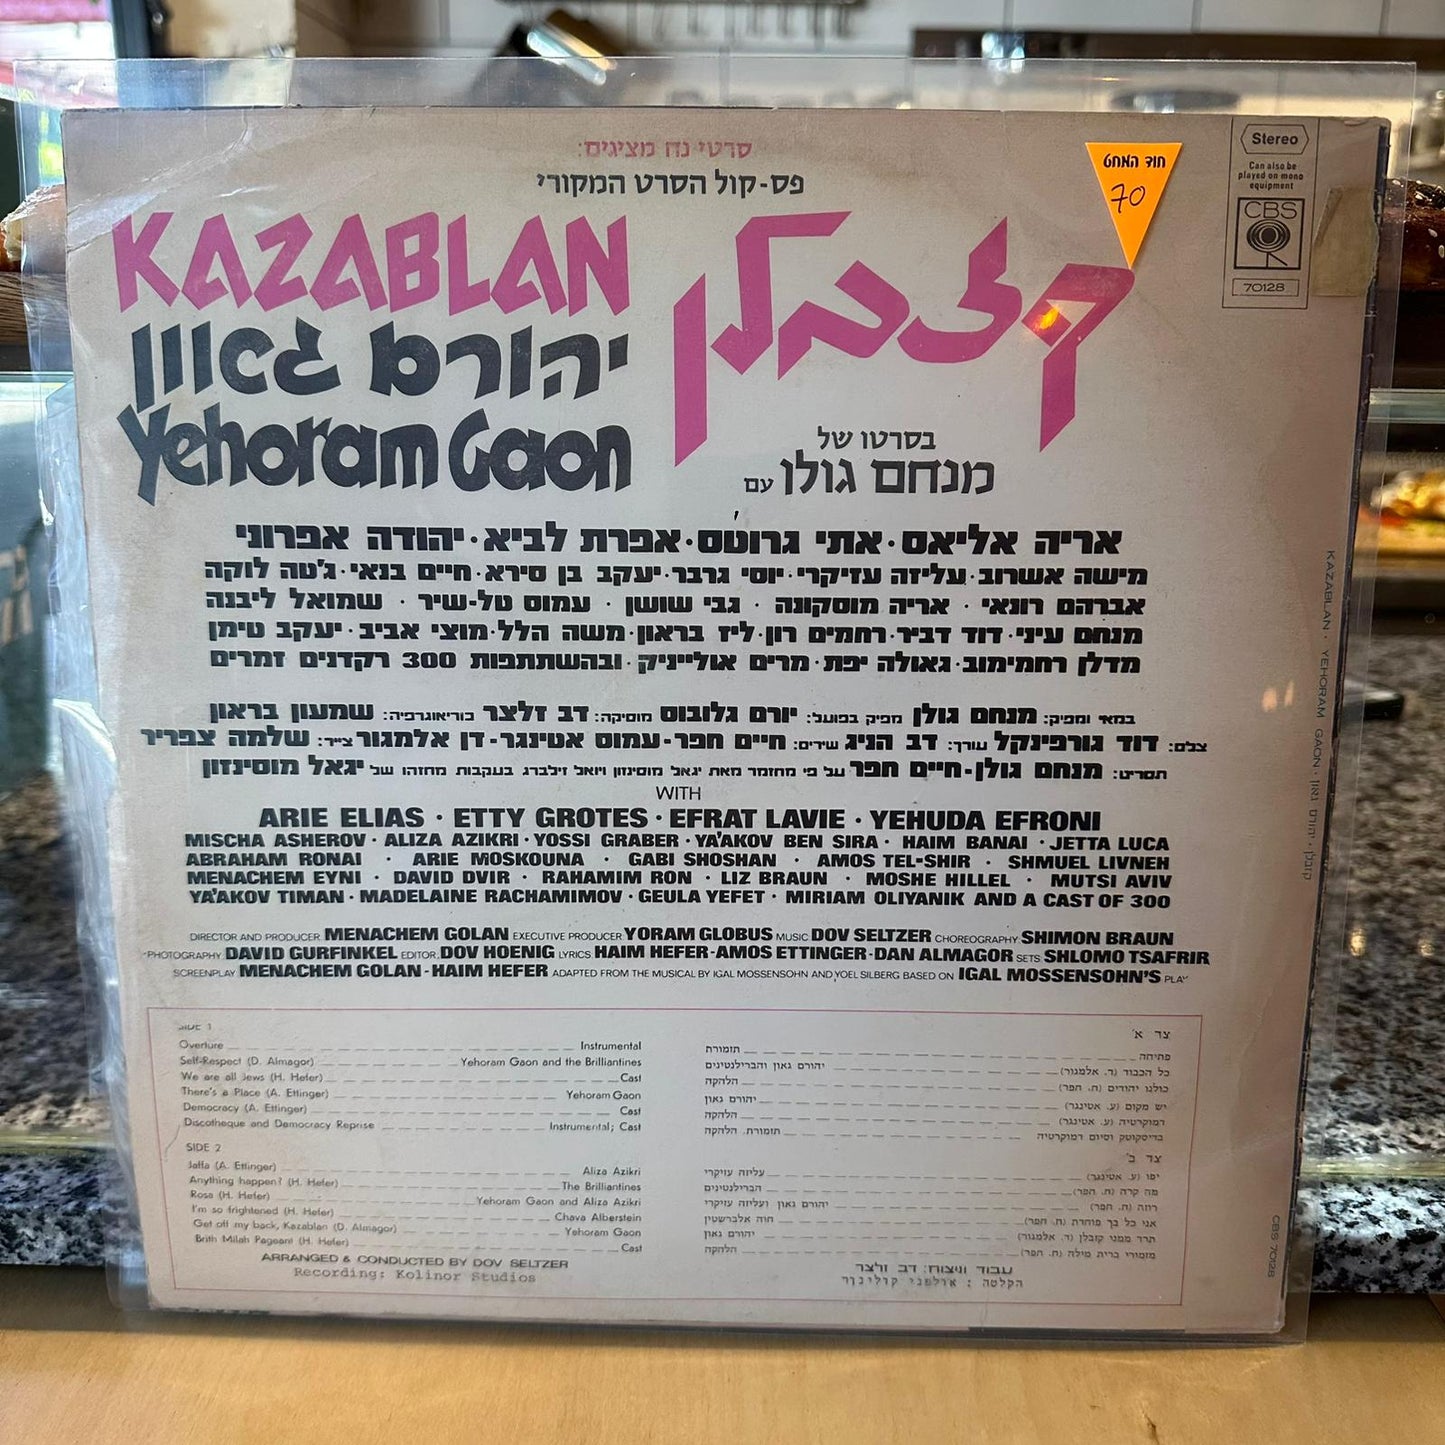 סרטי נח מציגים:
פס-קול הסרט המקורי
KAZABLAN
קזבלן
יהורם גאון
Yehoram Gaon
בסרטו של
מנחם גולן עם
חוד המחט
70
Stereo
Can also be
played on mono
equipment
CBS
70128
אריה אליאס · אתי גרוטס · אפרת לביא · יהודה אפרוני
מישה אשרוב · עליזה עזיקרי · יוסי גרבר · יעקב בן סירא · חיים בנאי · ג'טה לוקה
אברהם רונאי · אריה מוסקונה · גבי שושן · עמוס טל-שיר · שמואל ליבנה
מנחם עיני · דוד דביר · רחמים רון · ליז בראון · משה הלל · מוצי אביב · יעקב טימן
מדלן רחמימוב · גאולה יפת · מרים אולייניק · ובהשתתפות 300 רקדנים זמרים
במאי ומפיק: מנחם גולן מפיק בפועל: יורם גלובוס מוסיקה: דב זלצר כוריאוגרפיה: שמעון בראון
צלם: דוד גורפינקל עורך: דב הניג שירים: חיים חפר - עמוס אטינגר - דן אלמגור צייר: שלמה צפריר
תסריט: מנחם גולן - חיים חפר על פי מחזמר מאת יגאל מוסינזון ויואל זילברג בעקבות מחזהו של יגאל מוסינזון
WITH
ARIE ELIAS · ETTY GROTES · EFRAT LAVIE · YEHUDA EFRONI
MISCHA ASHEROV · ALIZA AZIKRI · YOSSI GRABER · YA'AKOV BEN SIRA · HAIM BANAI · JETTA LUCA
ABRAHAM RONAI · ARIE MOSKOUNA · GABI SHOSHAN · AMOS TEL-SHIR · SHMUEL LIVNEH
MENACHEM EYNI · DAVID DVIR · RAHAMIM RON · LIZ BRAUN · MOSHE HILLEL · MUTSI AVIV
YA'AKOV TIMAN · MADELAINE RACHAMIMOV · GEULA YEFET · MIRIAM OLIYANIK AND A CAST OF 300
DIRECTOR AND PRODUCER MENACHEM GOLAN EXECUTIVE PRODUCER YORAM GLOBUS MUSIC DOV SELTZER CHOREOGRAPHY SHIMON BRAUN
PHOTOGRAPHY DAVID GURFINKEL EDITOR DOV HOENIG LYRICS HAIM HEFER - AMOS ETTINGER - DAN ALMAGOR SETS SHLOMO TSAFRIR
SCREENPLAY MENACHEM GOLAN - HAIM HEFER ADAPTED FROM THE MUSICAL BY IGAL MOSSENSOHN AND YOEL SILBERG BASED ON IGAL MOSSENSOHN'S PLAY
SIDE 1
Overture Instrumental
Self-Respect (D. Almagor) Yehoram Gaon and the Brilliantines
We are all Jews (H. Hefer) Cast
There's a Place (A. Ettinger) Yehoram Gaon
Democracy (A. Ettinger) Cast
Discotheque and Democracy Reprise Instrumental; Cast
SIDE 2
Jaffa (A. Ettinger) Aliza Azikri
Anything happen? (H. Hefer) The Brilliantines
Rosa (H. Hefer) Yehoram Gaon and Aliza Azikri
I'm so frightened (H. Hefer) Chava Alberstein
Get off my back, Kazablan (D. Almagor) Yehoram Gaon
Brith Milah Pageant (H. Hefer) Cast
ARRANGED & CONDUCTED BY DOV SELTZER
Recording: Kolinor Studios
צד א'
פתיחה תזמורת
כל הכבוד (ד. אלמגור) יהורם גאון והברילנטינים
כולנו יהודים (ח. חפר) הלהקה
יש מקום (ע. אטינגר) יהורם גאון
דמוקרטיה (ע. אטינגר) הלהקה
בדיסקוטק וסיום דמוקרטיה תזמורת. הלהקה
צד ב'
יפו (ע. אטינגר) עליזה עזיקרי
מה קרה (ח. חפר) הברילנטינים
רוזה (ח. חפר) יהורם גאון ועליזה עזיקרי
אני כל כך פוחדת (ח. חפר) חוה אלברשטין
תרד ממני קזבלן (ד. אלמגור) יהורם גאון
מזמורי ברית מילה (ח. חפר) הלהקה
עבוד וניצוח: דב זלצר
הקלטה : אולפני קולינור
KAZABLAN · YEHORAM GAON · קזבלן · יהורם גאון
CBS 70128